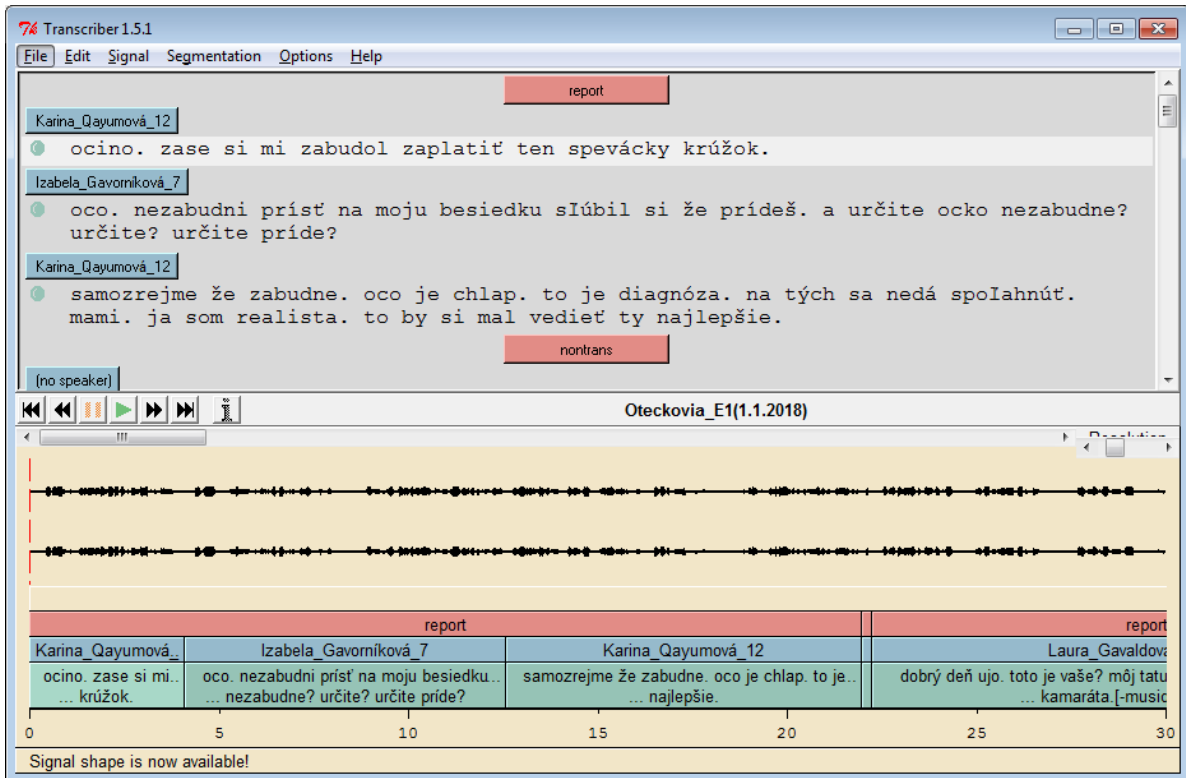 Transcriber 1.5.1
File Edit Signal Segmentation Options Help
report
Karina_Qayumová_12
ocino. zase si mi zabudol zaplatiť ten spevácky krúžok.
Izabela_Gavorníková_7
oco. nezabudni prísť na moju besiedku sľúbil si že prídeš. a určite ocko nezabudne?
určite? určite príde?
Karina_Qayumová_12
samozrejme že zabudne. oco je chlap. to je diagnóza. na tých sa nedá spoľahnúť.
mami. ja som realista. to by si mal vedieť ty najlepšie.
nontrans
(no speaker)
Oteckovia_E1(1.1.2018)
report report
Karina_Qayumová.. Izabela_Gavorníková_7 Karina_Qayumová_12 Laura_Gavaldova
ocino. zase si mi.. oco. nezabudni prísť na moju besiedku... samozrejme že zabudne. oco je chlap. to je... dobrý deň ujo. toto je vaše? môj tatu
... krúžok. ... nezabudne? určite? určite príde? ... najlepšie. ... kamaráta.[-music
0 5 10 15 20 25 30
Signal shape is now available!